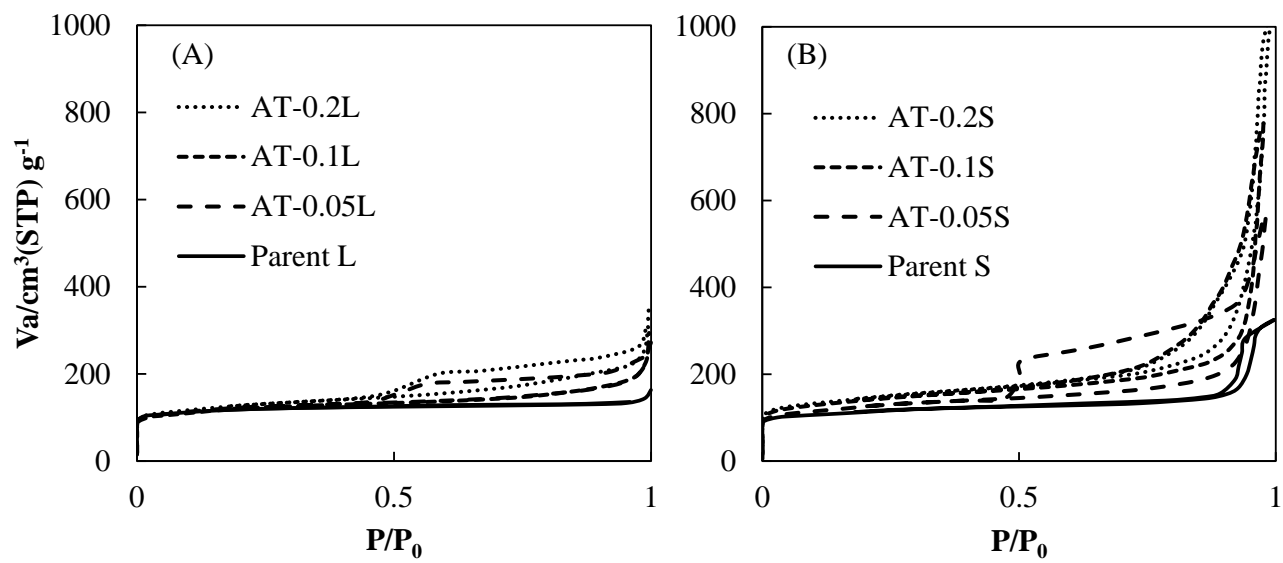 (A)
AT-0.2L
AT-0.1L
AT-0.05L
Parent L
Va/cm³(STP) g⁻¹
1000
800
600
400
200
0
0 0.5 1
P/P₀
(B)
AT-0.2S
AT-0.1S
AT-0.05S
Parent S
1000
800
600
400
200
0
0 0.5 1
P/P₀